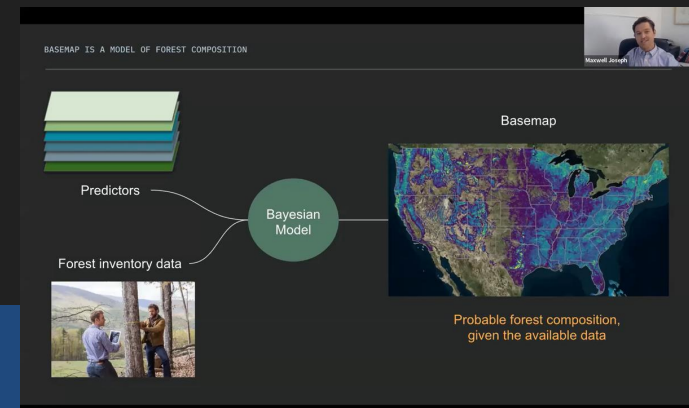 BASEMAP IS A MODEL OF FOREST COMPOSITION
Maxwell Joseph
Predictors
Forest inventory data
Bayesian
Model
Basemap
Probable forest composition,
given the available data